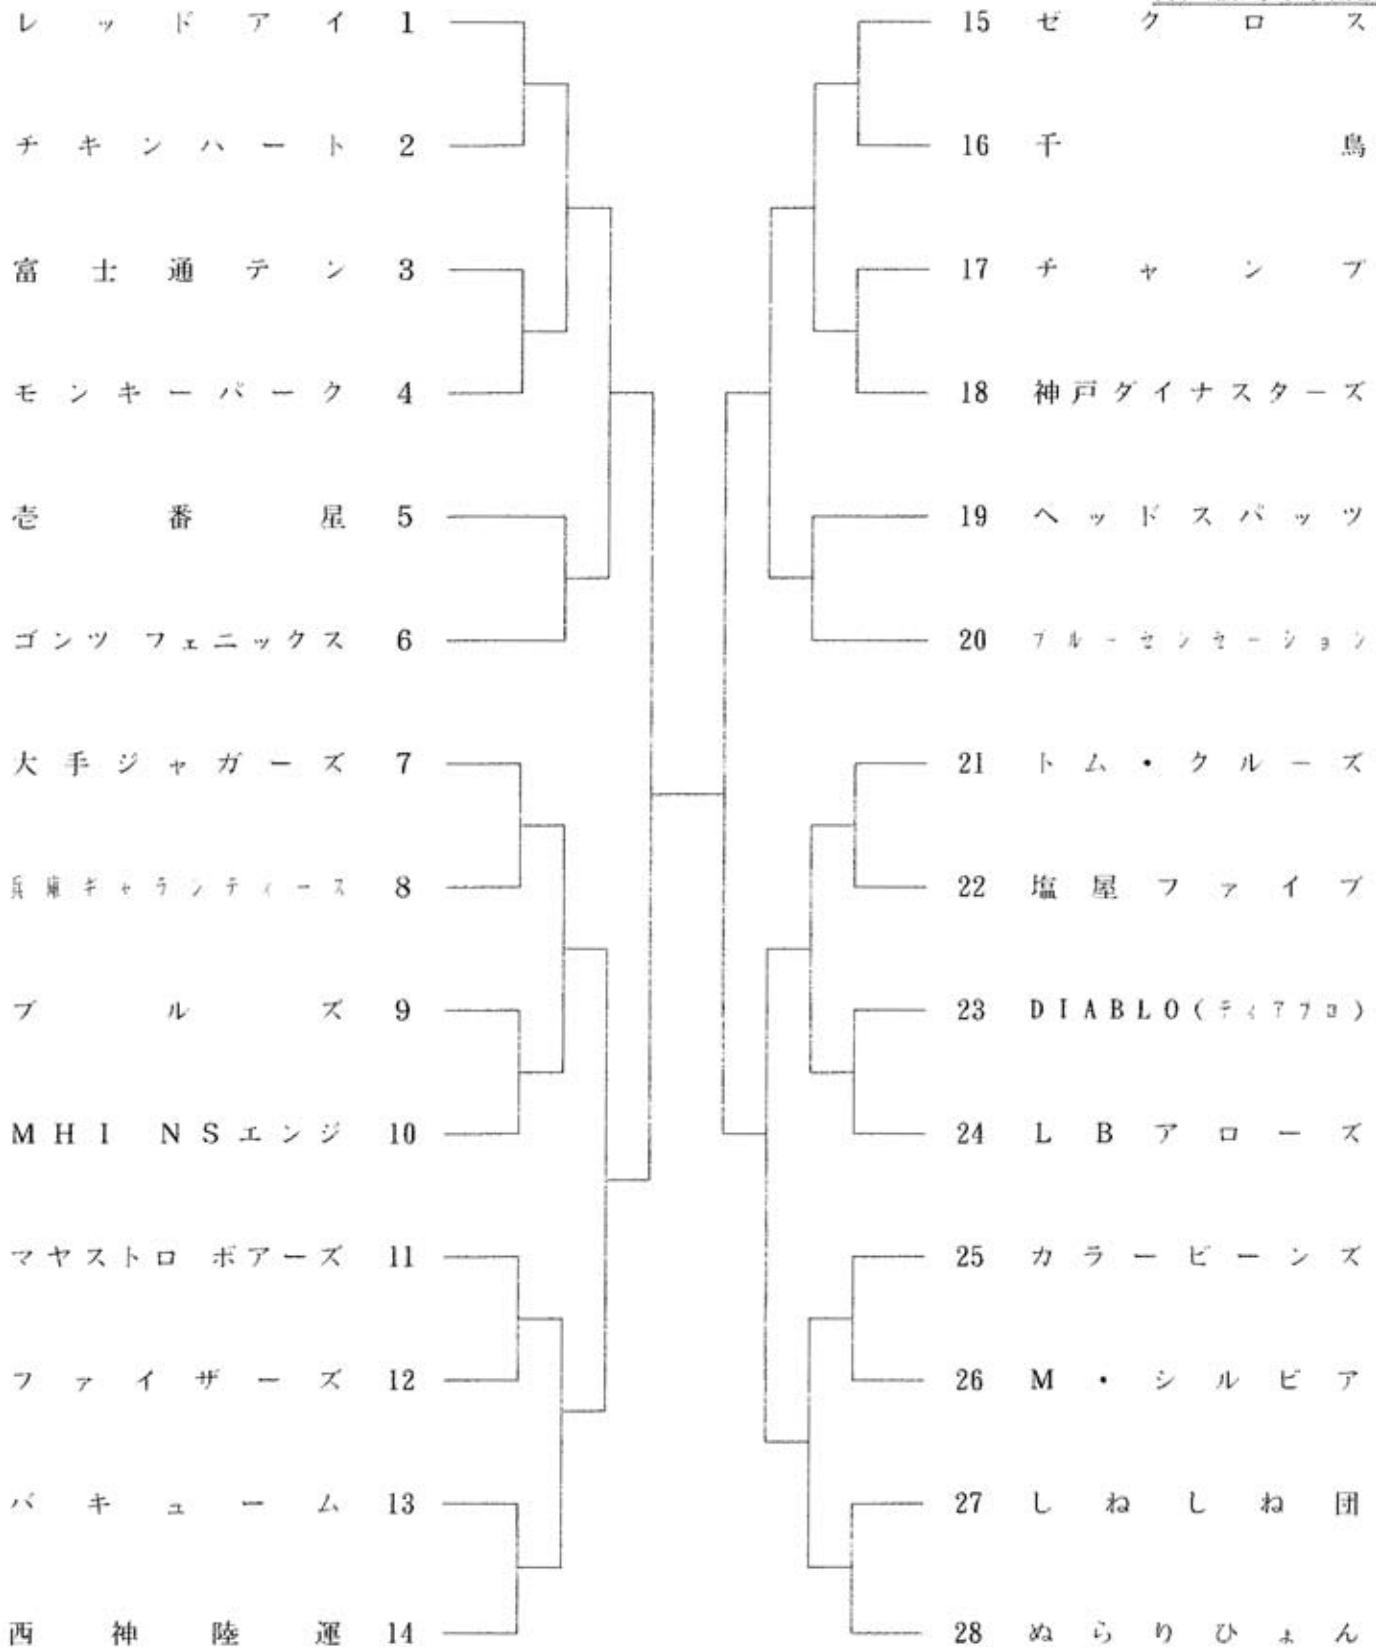 レッドアイ 1
チキンハート 2
富士通テン 3
モンキーパーク 4
壱番星 5
ゴンツ フェニックス 6
大手ジャガーズ 7
兵庫ギャランティーズ 8
ブルズ 9
MHI NSエンジ 10
マヤストロ ボアーズ 11
ファイザーズ 12
バキューム 13
西神陸運 14
15 ゼクロス
16 千鳥
17 チャンプ
18 神戸ダイナスターズ
19 ヘッドスパッツ
20 ブルーセンセーション
21 トム・クルーズ
22 塩屋ファイブ
23 DIABLO(ディアブロ)
24 LBアローズ
25 カラービーンズ
26 M・シルビア
27 しねしね団
28 ぬらりひょん